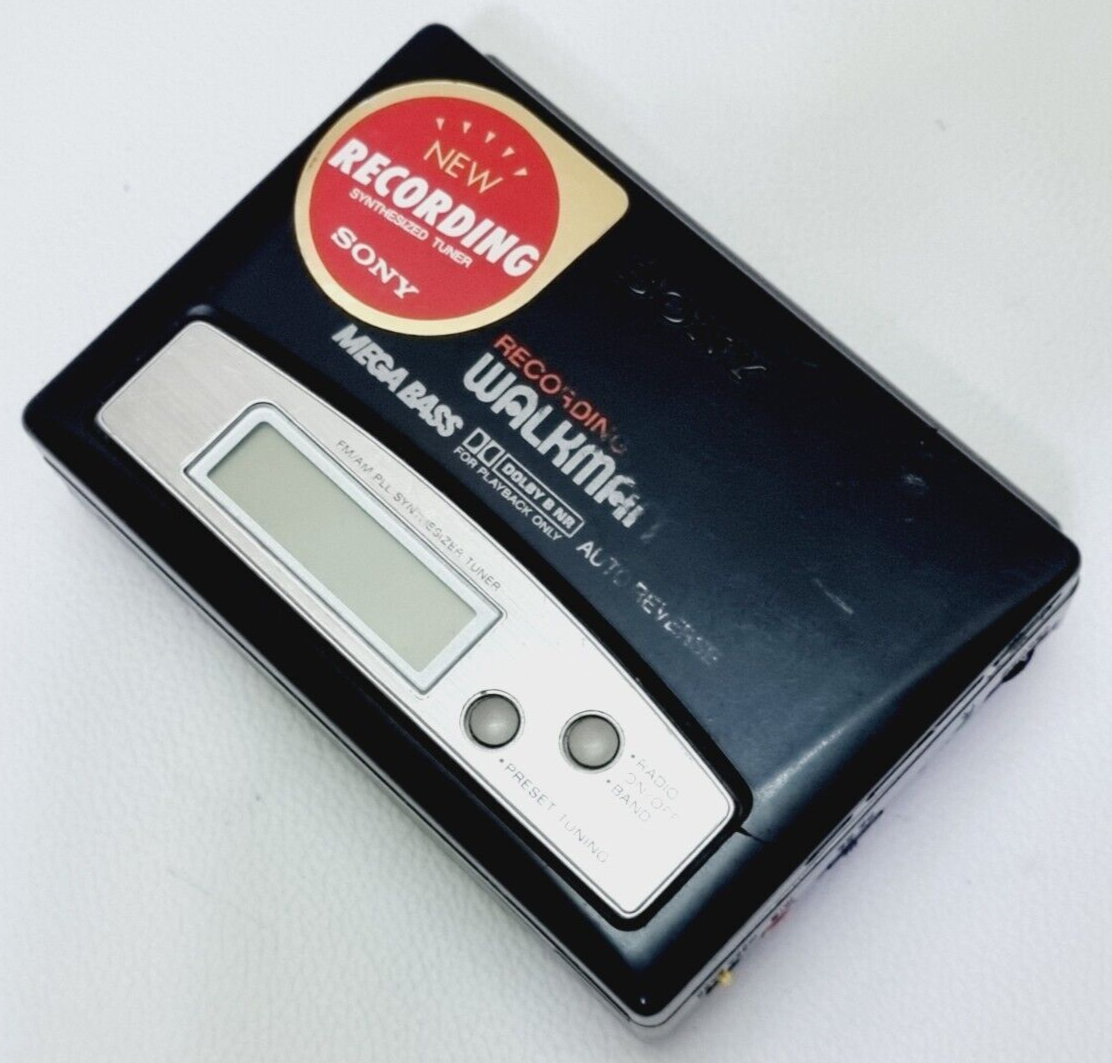 NEW
RECORDING
SYNTHESIZED TUNER
SONY
SONY
RECORDING
WALKMAN
MEGA BASS
DOLBY B NR
FOR PLAYBACK ONLY
AUTO REVERSE
FM/AM PLL SYNTHESIZER TUNER
• PRESET TUNING
• RADIO
ON/OFF
• BAND